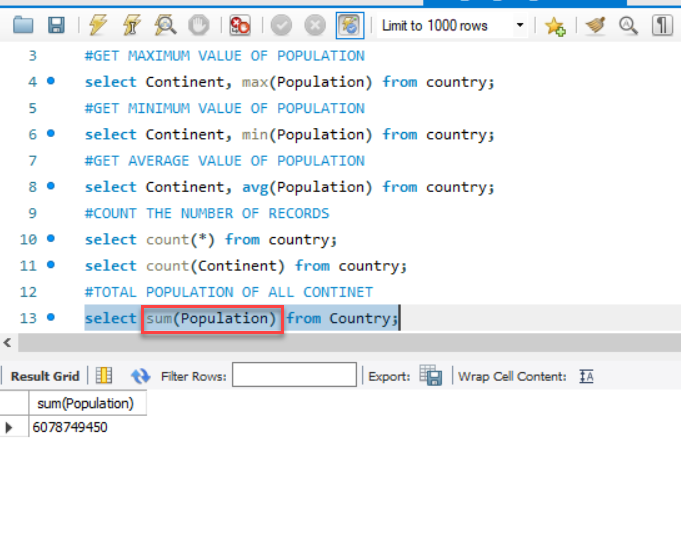 Limit to 1000 rows
3 #GET MAXIMUM VALUE OF POPULATION
4 select Continent, max(Population) from country;
5 #GET MINIMUM VALUE OF POPULATION
6 select Continent, min(Population) from country;
7 #GET AVERAGE VALUE OF POPULATION
8 select Continent, avg(Population) from country;
9 #COUNT THE NUMBER OF RECORDS
10 select count(*) from country;
11 select count(Continent) from country;
12 #TOTAL POPULATION OF ALL CONTINET
13 select sum(Population) from Country;
Result Grid Filter Rows: Export: Wrap Cell Content:
sum(Population)
6078749450